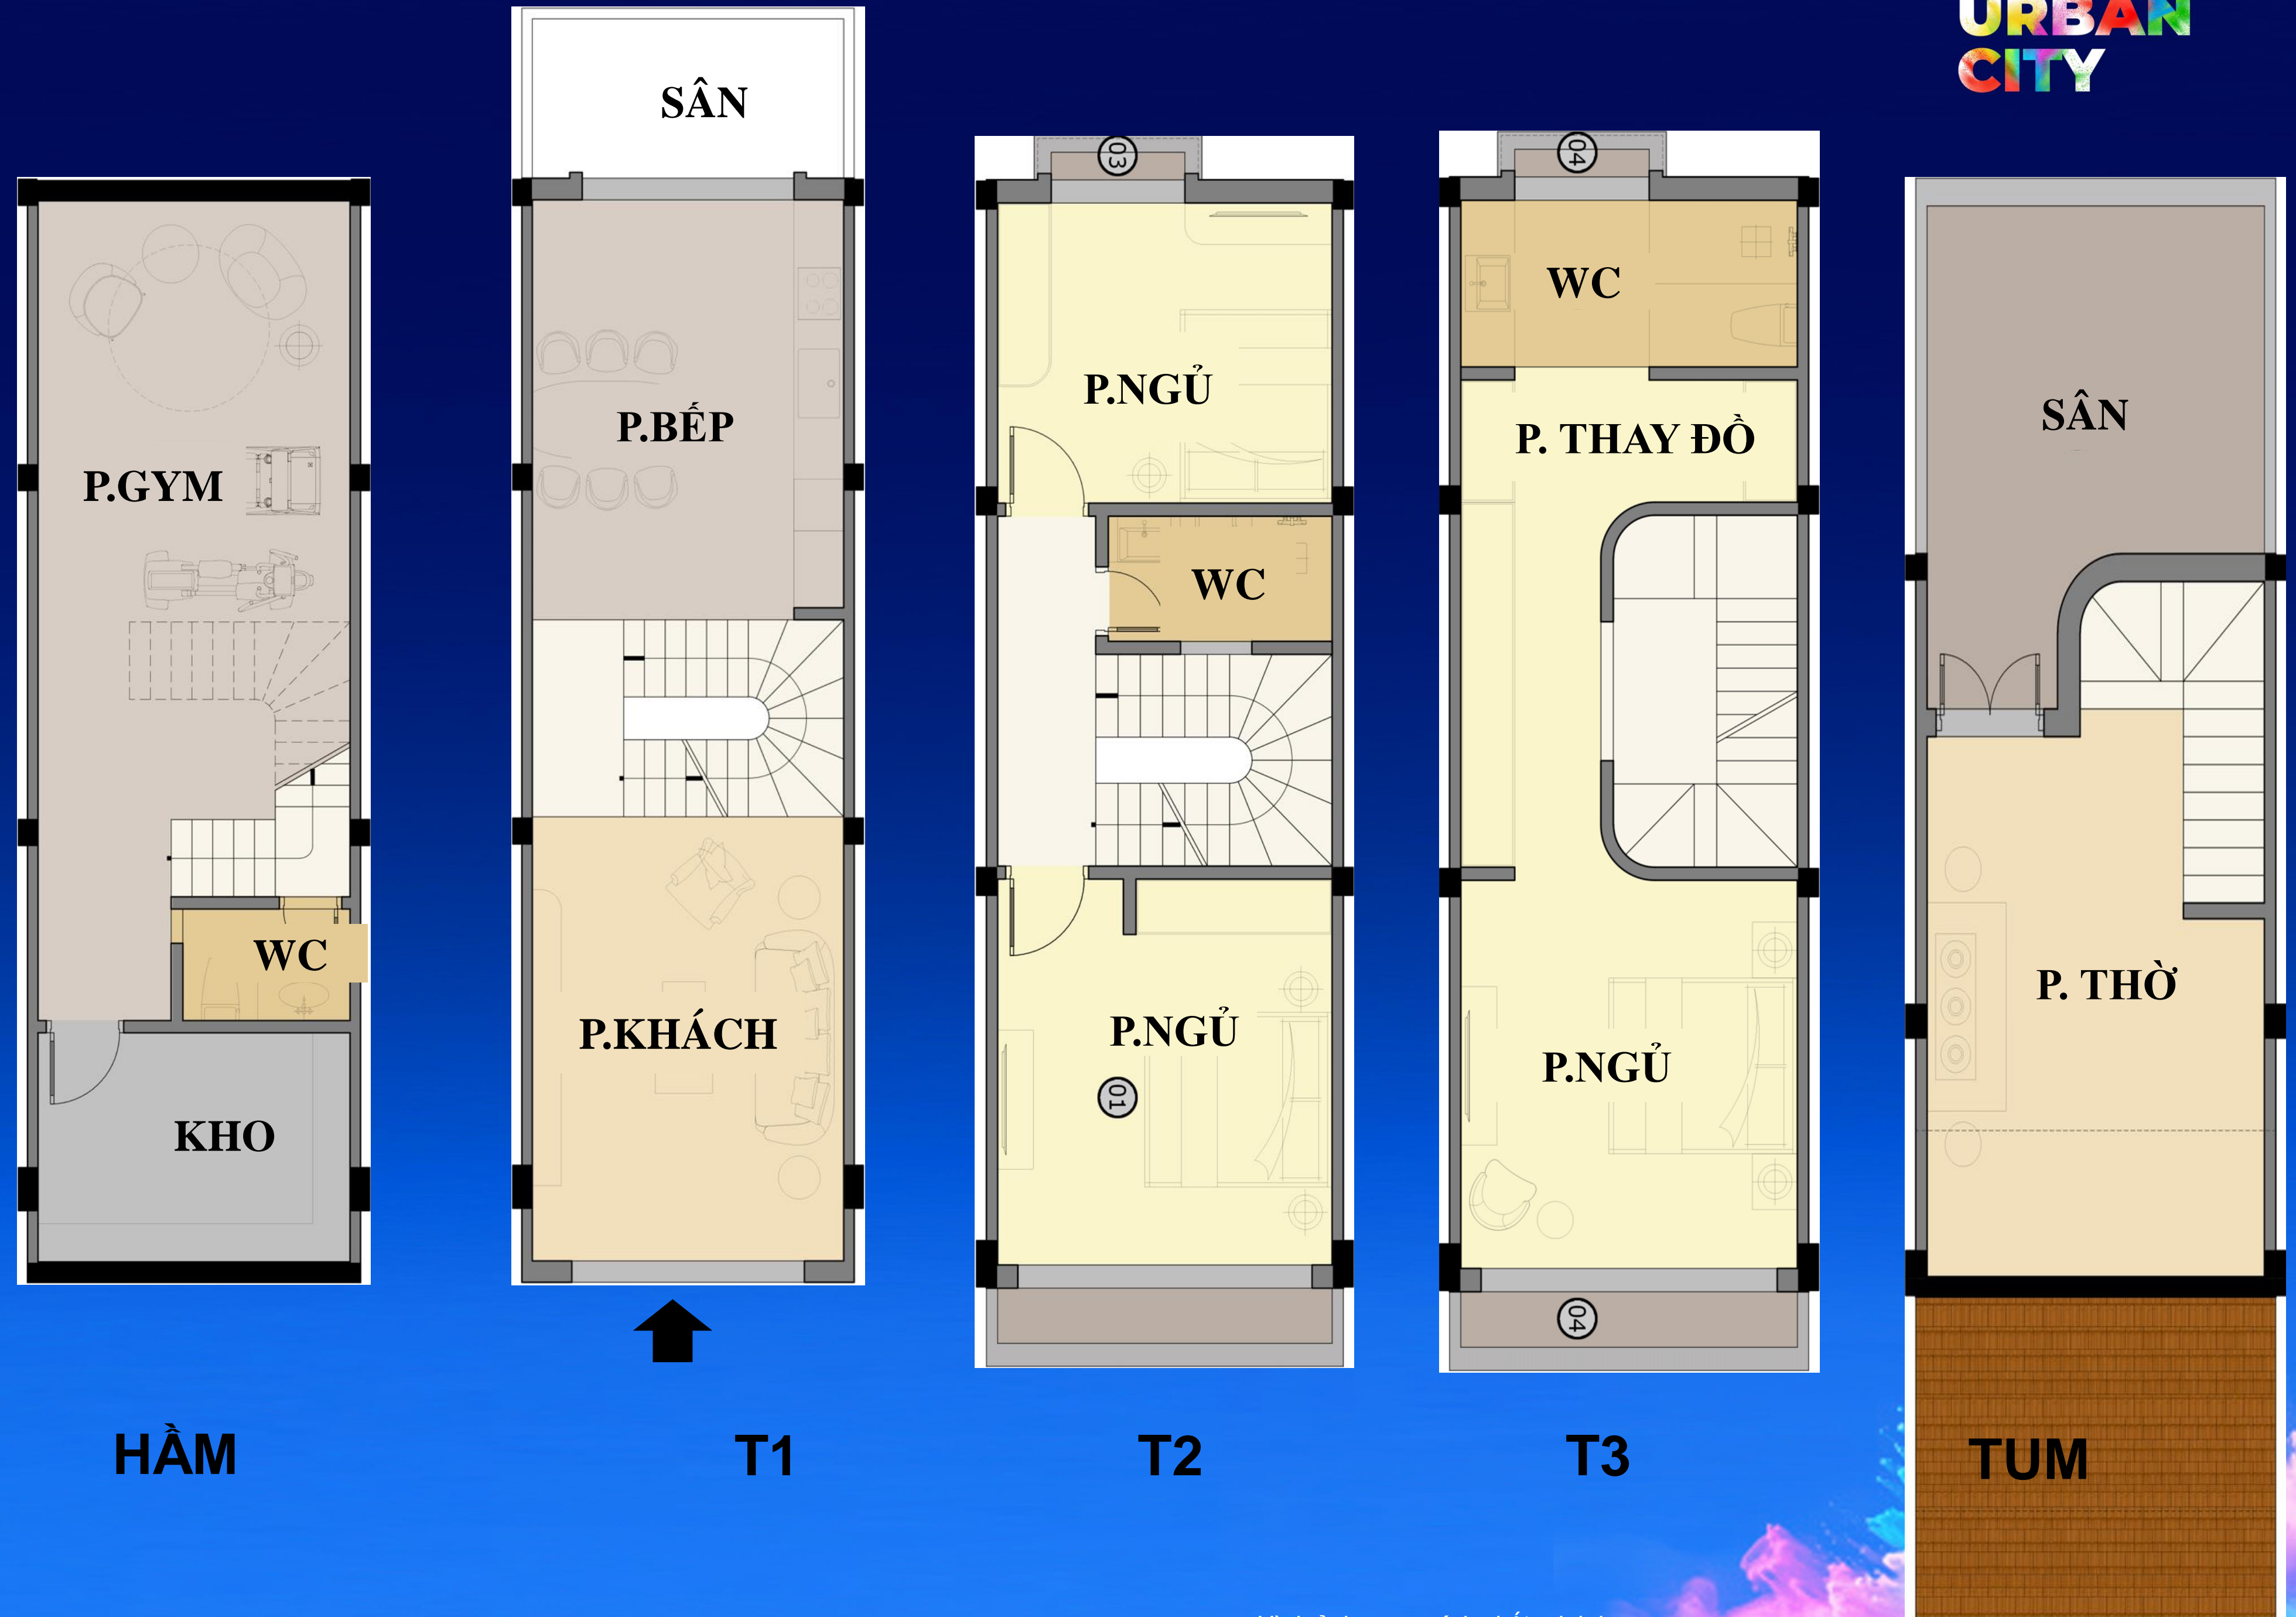 URBAN
CITY
SÂN
P.BẾP
P.KHÁCH
P.GYM
WC
KHO
03
P.NGỦ
WC
P.NGỦ
01
04
WC
P. THAY ĐỒ
P.NGỦ
04
SÂN
P. THỜ
HẦM
T1
T2
T3
TUM